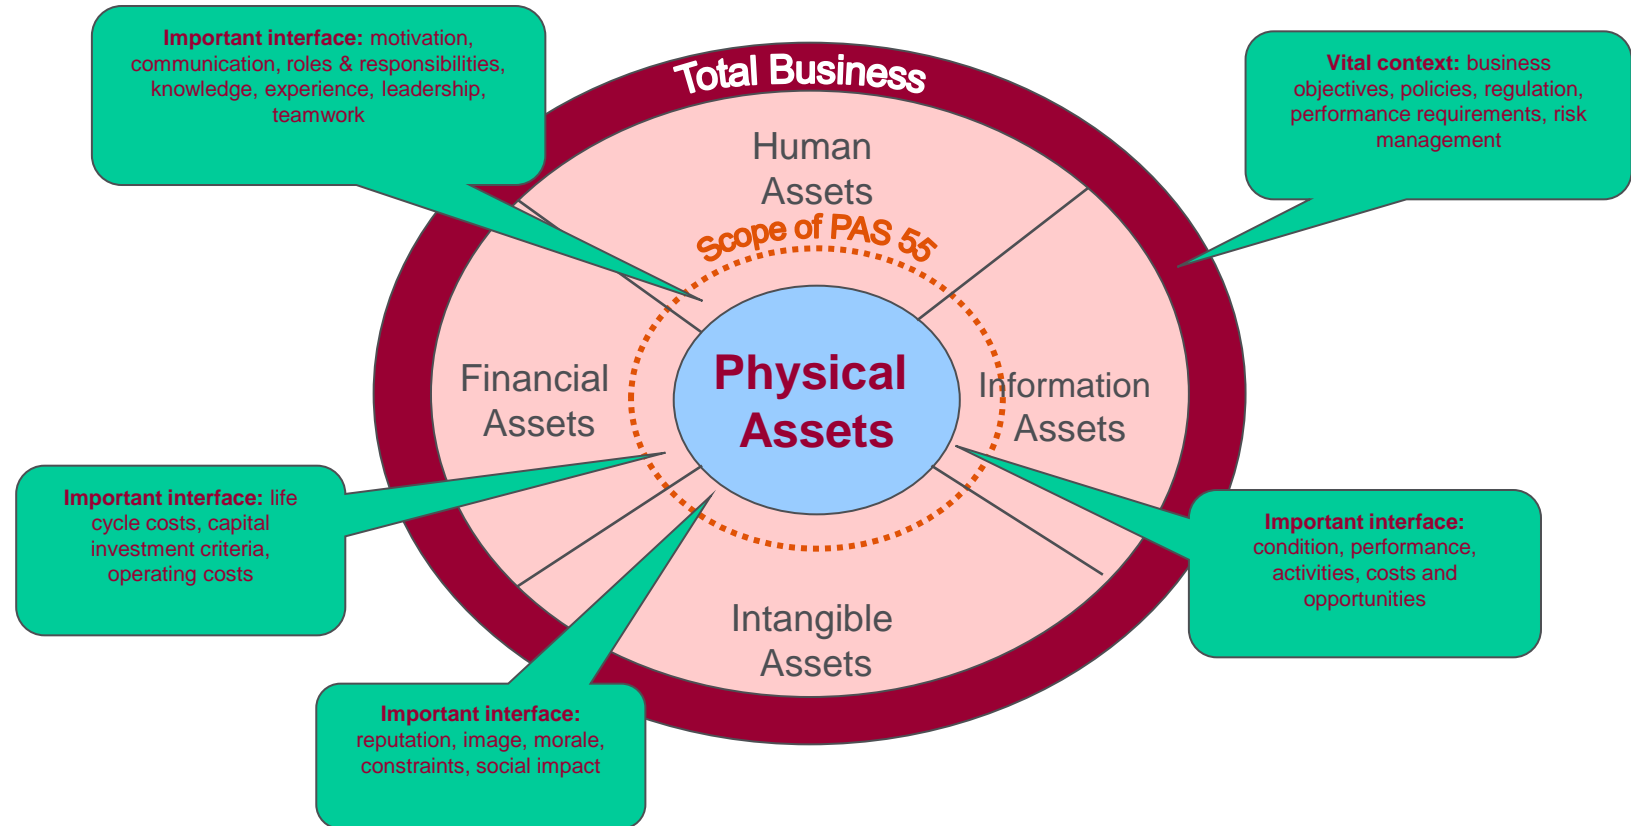 Important interface: motivation,
communication, roles & responsibilities,
knowledge, experience, leadership,
teamwork
Total Business
Vital context: business
objectives, policies, regulation,
performance requirements, risk
management
Human
Assets
Scope of PAS 55
Financial
Assets
Physical
Assets
Information
Assets
Important interface: life
cycle costs, capital
investment criteria,
operating costs
Important interface:
condition, performance,
activities, costs and
opportunities
Intangible
Assets
Important interface:
reputation, image, morale,
constraints, social impact